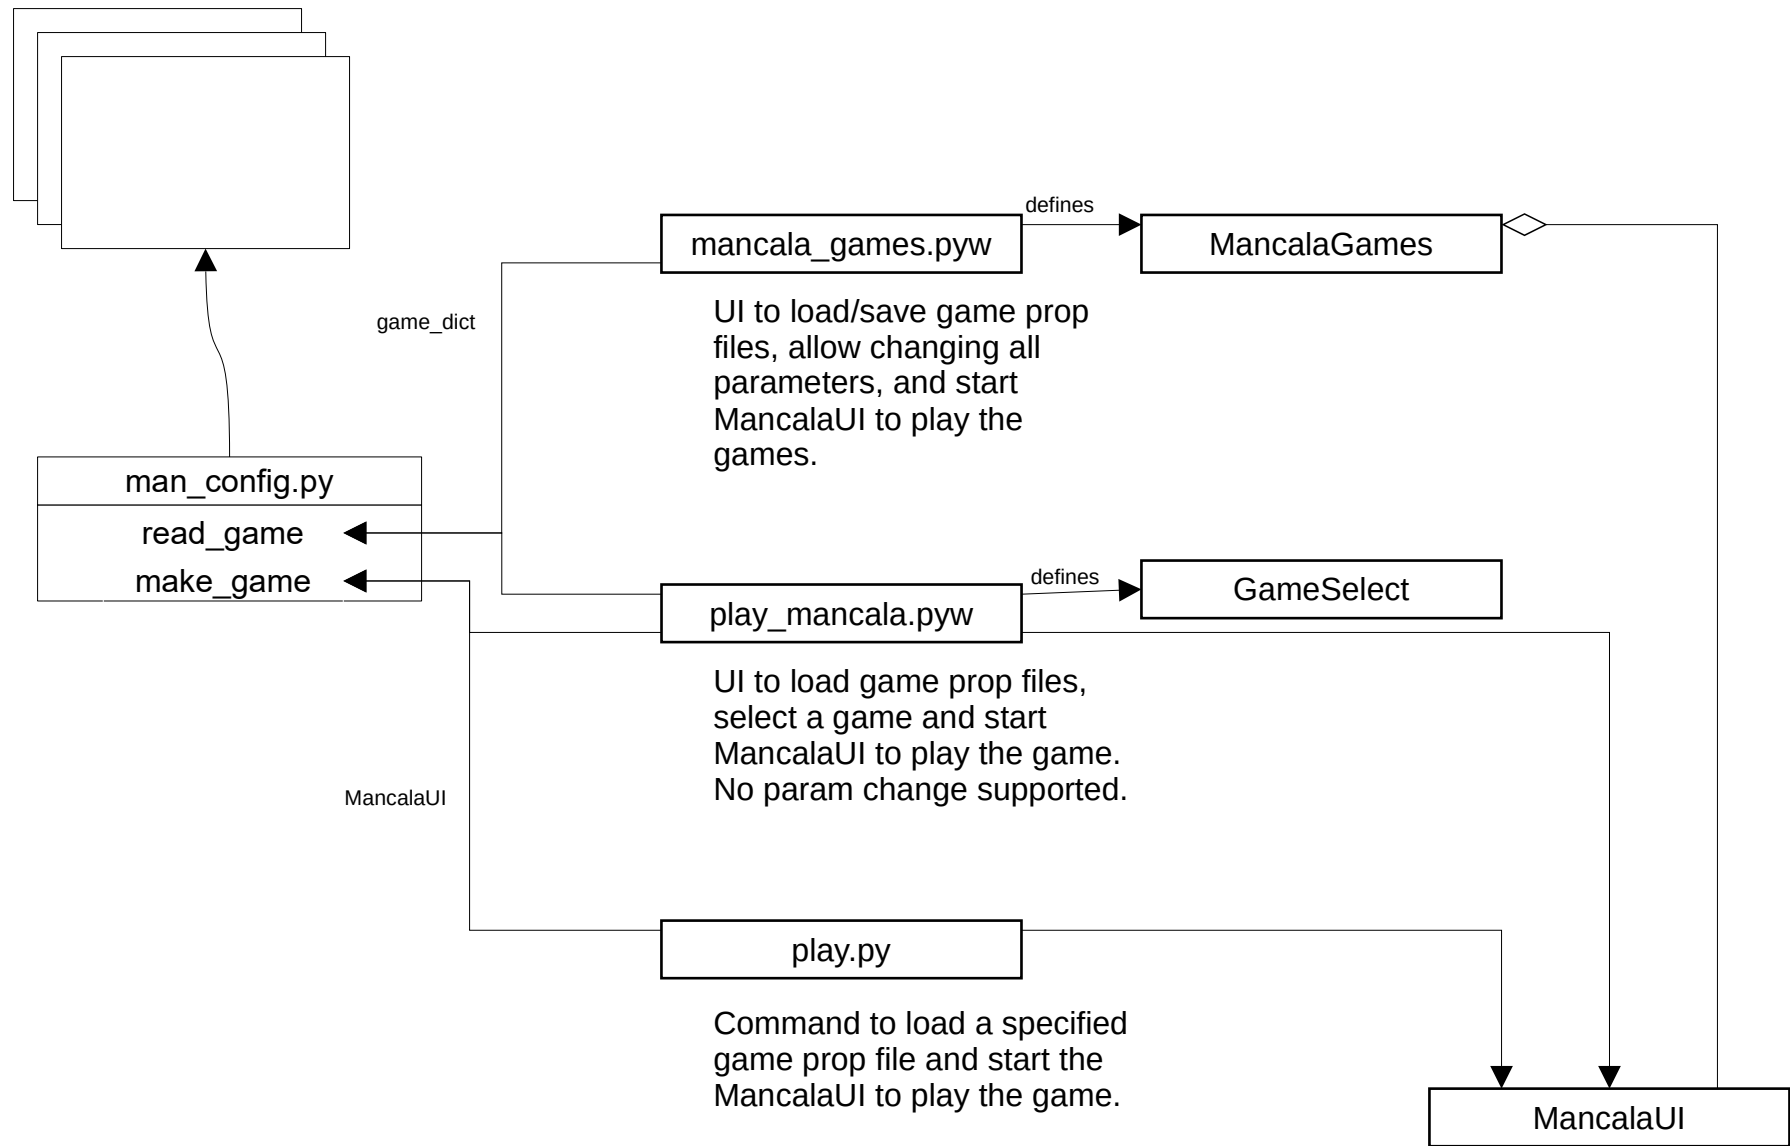 defines
mancala_games.pyw
MancalaGames
game_dict
UI to load/save game prop
files, allow changing all
parameters, and start
MancalaUI to play the
games.
man_config.py
read_game
make_game
defines
play_mancala.pyw
GameSelect
UI to load game prop files,
select a game and start
MancalaUI to play the game.
No param change supported.
MancalaUI
play.py
Command to load a specified
game prop file and start the
MancalaUI to play the game.
MancalaUI